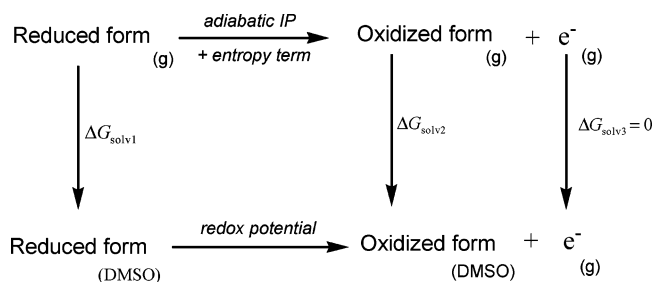 adiabatic IP
Reduced form (g) Oxidized form (g) + e- (g)
+ entropy term
ΔGsolv1 ΔGsolv2 ΔGsolv3 = 0
redox potential
Reduced form (DMSO) Oxidized form (DMSO) + e- (g)